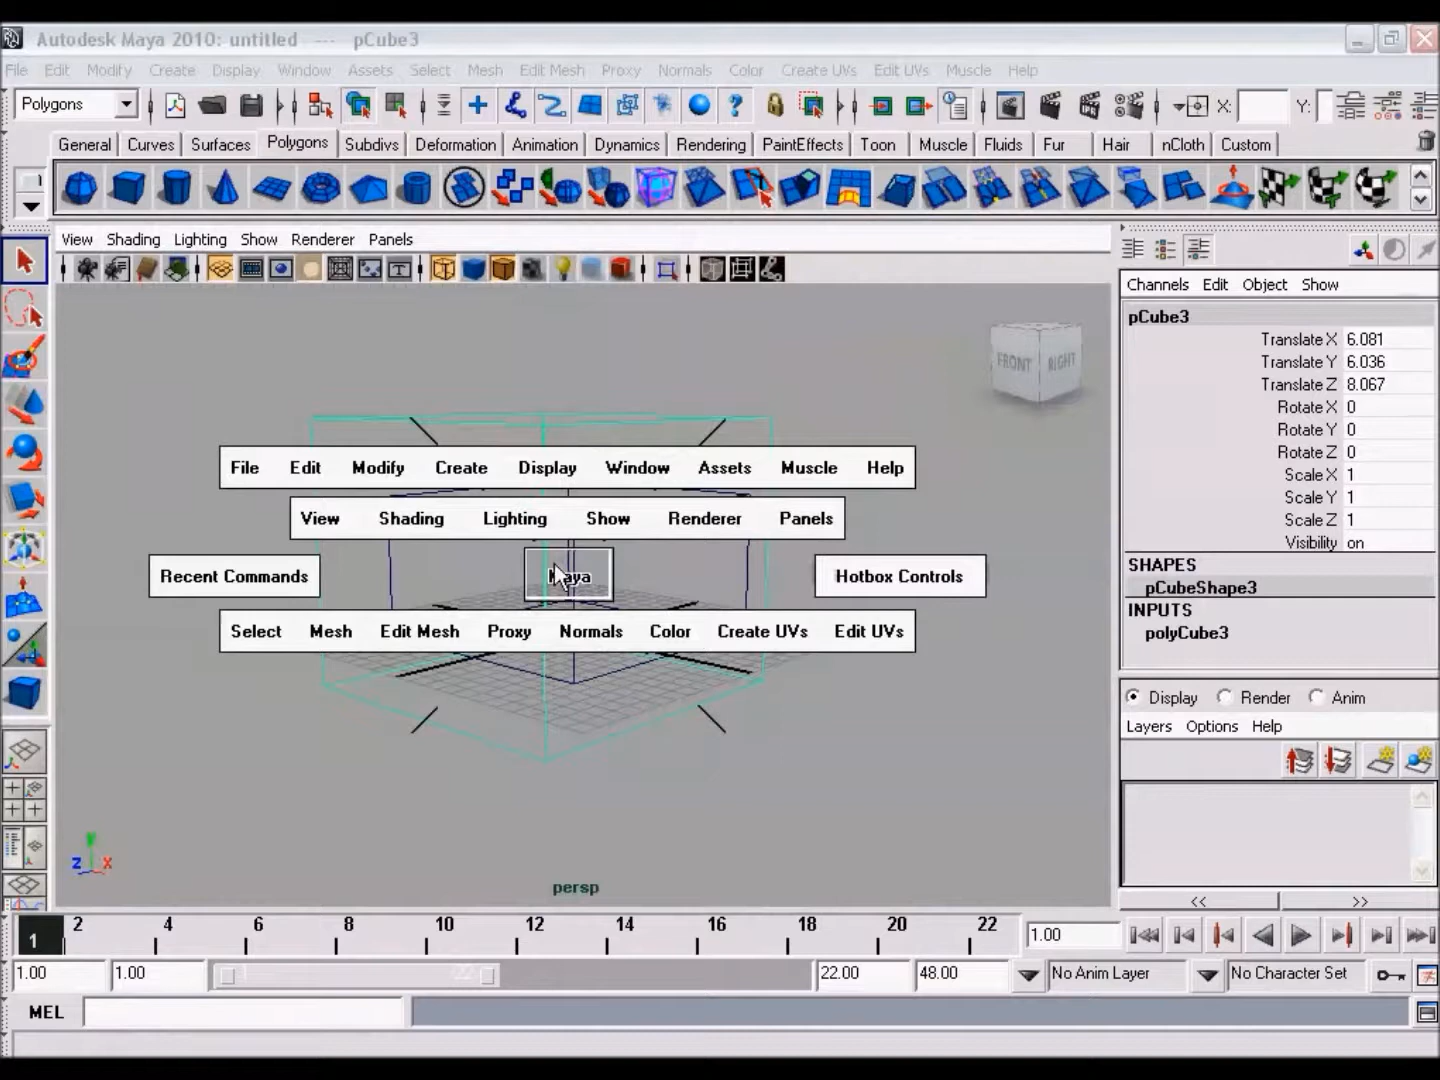 Autodesk Maya 2010: untitled --- pCube3
File Edit Modify Create Display Window Assets Select Mesh Edit Mesh Proxy Normals Color Create UVs Edit UVs Muscle Help
Polygons X: Y:
General Curves Surfaces Polygons Subdivs Deformation Animation Dynamics Rendering PaintEffects Toon Muscle Fluids Fur Hair nCloth Custom
View Shading Lighting Show Renderer Panels
Channels Edit Object Show
pCube3
Translate X 6.081
Translate Y 6.036
Translate Z 8.067
Rotate X 0
Rotate Y 0
Rotate Z 0
Scale X 1
Scale Y 1
Scale Z 1
Visibility on
SHAPES
pCubeShape3
INPUTS
polyCube3
FRONT RIGHT
File Edit Modify Create Display Window Assets Muscle Help
View Shading Lighting Show Renderer Panels
Recent Commands Maya Hotbox Controls
Select Mesh Edit Mesh Proxy Normals Color Create UVs Edit UVs
Display Render Anim
Layers Options Help
Z Y X
persp
<< >>
1 2 4 6 8 10 12 14 16 18 20 22 1.00
1.00 1.00 22.00 48.00 No Anim Layer No Character Set
MEL